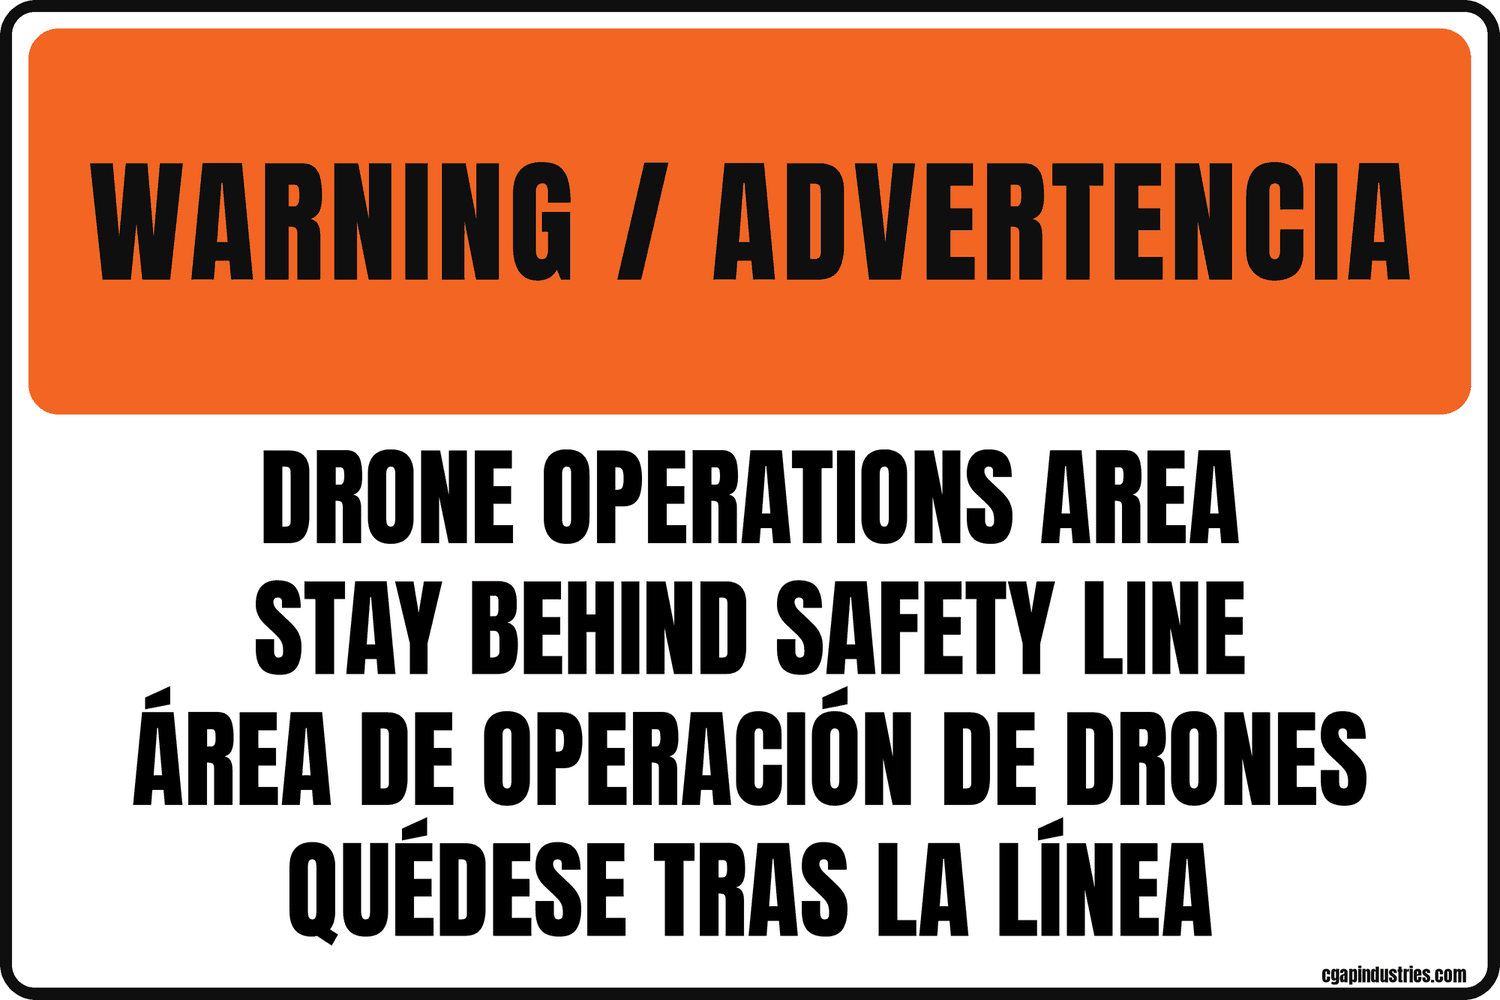 WARNING / ADVERTENCIA
DRONE OPERATIONS AREA
STAY BEHIND SAFETY LINE
ÁREA DE OPERACIÓN DE DRONES
QUÉDESE TRAS LA LÍNEA
cgapindustries.com